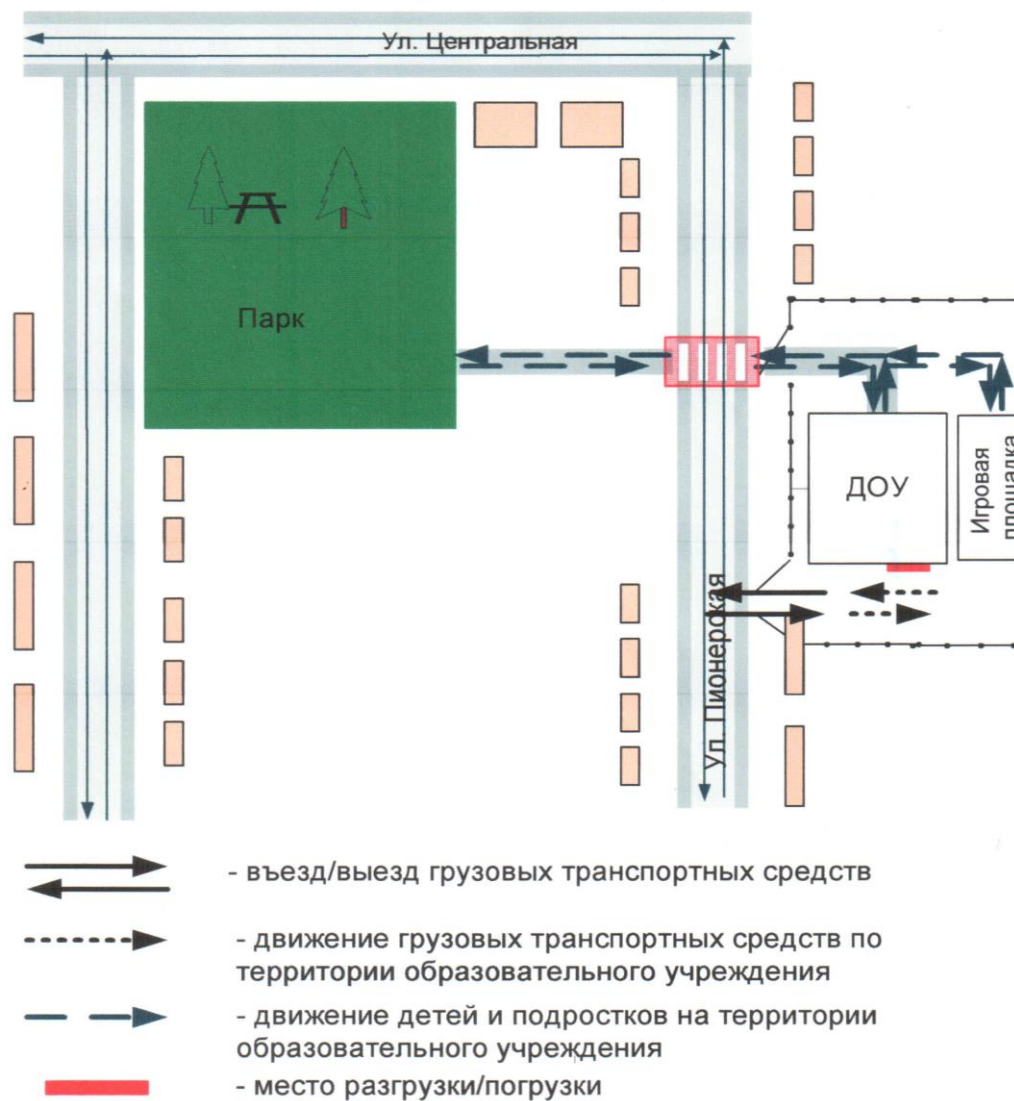 Ул. Центральная
Парк
ДОУ
Игровая
площадка
Ул. Пионерская
- въезд/выезд грузовых транспортных средств
- движение грузовых транспортных средств по
территории образовательного учреждения
- движение детей и подростков на территории
образовательного учреждения
- место разгрузки/погрузки